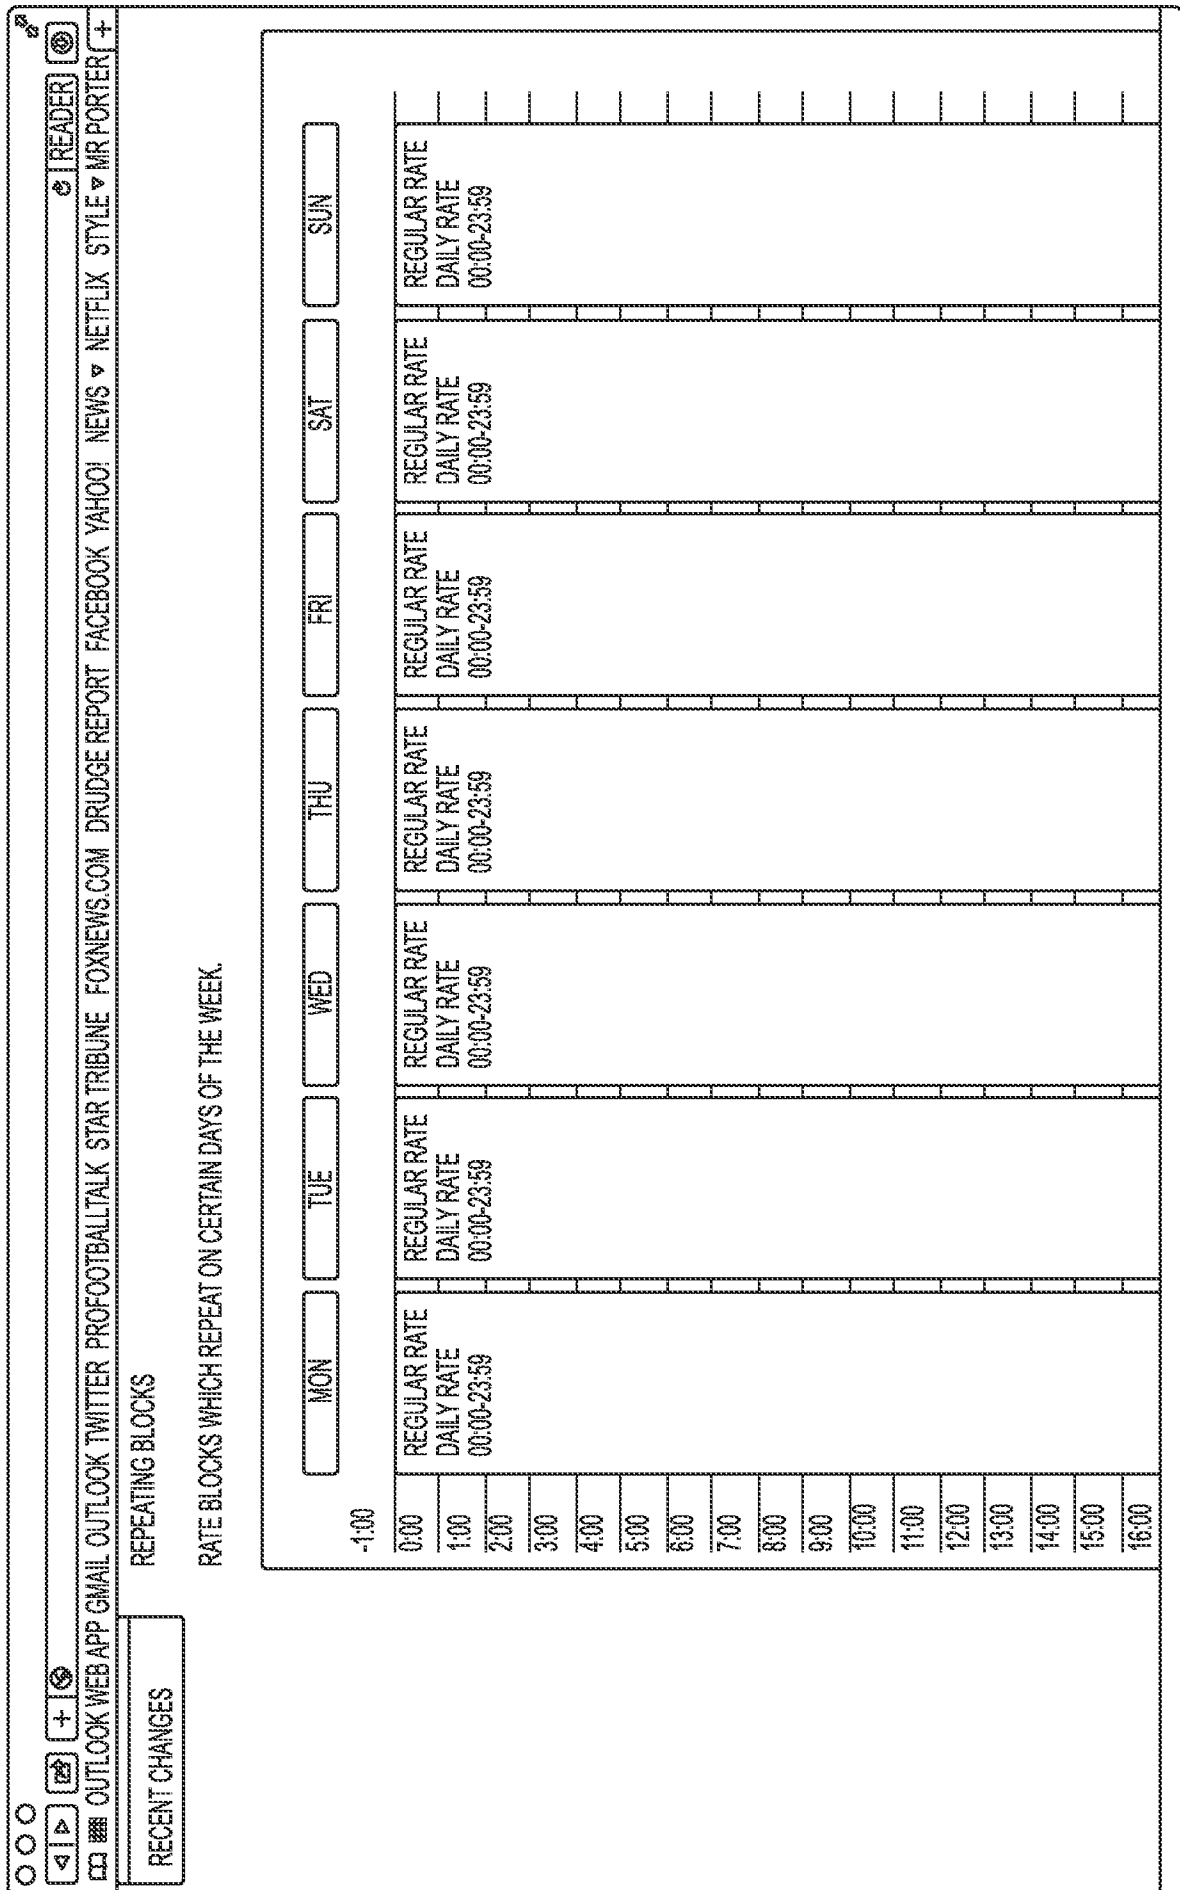 READER
OUTLOOK WEB APP GMAIL OUTLOOK TWITTER PROFOOTBALLTALK STAR TRIBUNE FOXNEWS.COM DRUDGE REPORT FACEBOOK YAHOO! NEWS NETFLIX STYLE MR PORTER +
RECENT CHANGES
REPEATING BLOCKS
RATE BLOCKS WHICH REPEAT ON CERTAIN DAYS OF THE WEEK.
MON TUE WED THU FRI SAT SUN
-1:00
0:00 REGULAR RATE REGULAR RATE REGULAR RATE REGULAR RATE REGULAR RATE REGULAR RATE REGULAR RATE
DAILY RATE DAILY RATE DAILY RATE DAILY RATE DAILY RATE DAILY RATE DAILY RATE
1:00 00:00-23:59 00:00-23:59 00:00-23:59 00:00-23:59 00:00-23:59 00:00-23:59 00:00-23:59
2:00
3:00
4:00
5:00
6:00
7:00
8:00
9:00
10:00
11:00
12:00
13:00
14:00
15:00
16:00